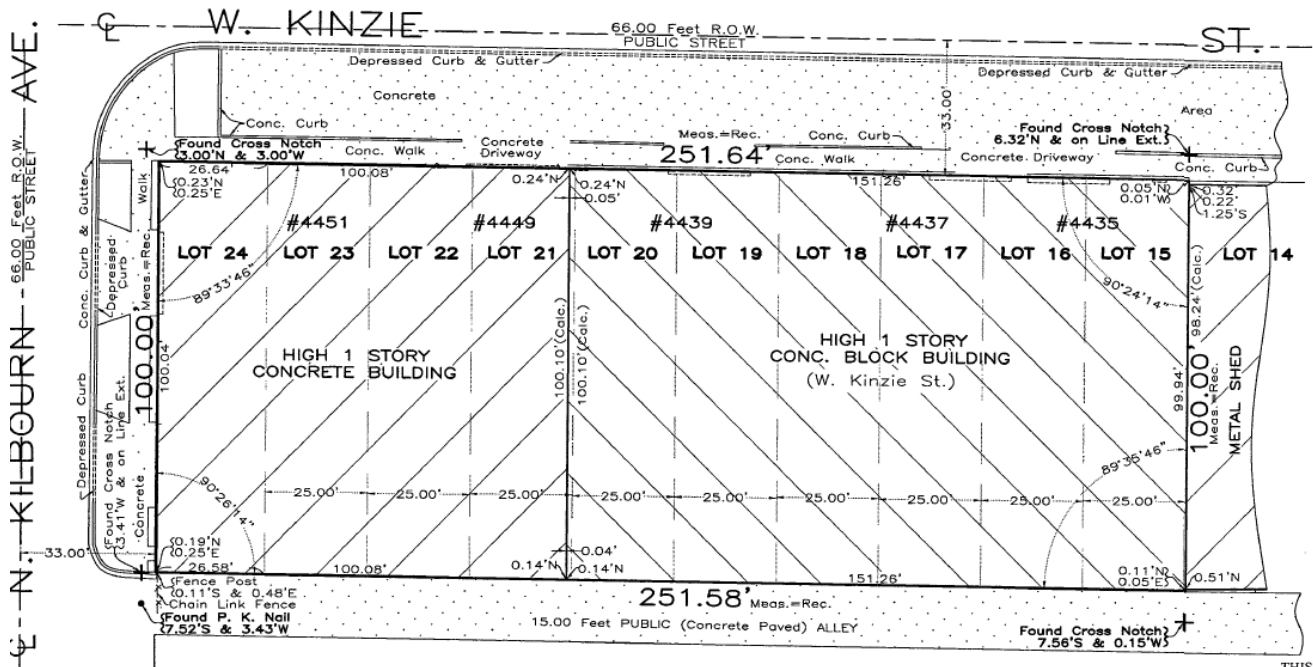 ℄ W. KINZIE ST.
66.00 Feet R.O.W.
PUBLIC STREET
Depressed Curb & Gutter
Depressed Curb & Gutter
Concrete
Area
33.00'
Conc. Curb
Found Cross Notch
3.00'N & 3.00'W
Conc. Walk
Concrete
Driveway
Meas.=Rec.
251.64'
Conc. Curb
Conc. Walk
Concrete Driveway
Found Cross Notch
6.32'N & on Line Ext.
Conc. Curb
26.64'
100.08'
0.24'N
0.24'N
0.05'
151.26'
0.05'N
0.01'W
0.32'
0.22'
1.25'S
0.23'N
0.25'E
#4451
#4449
#4439
#4437
#4435
LOT 24
LOT 23
LOT 22
LOT 21
LOT 20
LOT 19
LOT 18
LOT 17
LOT 16
LOT 15
LOT 14
89°33'46"
90°24'14"
HIGH 1 STORY
CONCRETE BUILDING
HIGH 1 STORY
CONC. BLOCK BUILDING
(W. Kinzie St.)
100.10'(Calc.)
100.10'(Calc.)
98.24'(Calc.)
99.94'
100.00'
Meas.=Rec.
METAL SHED
℄ N. KILBOURN AVE.
66.00 Feet R.O.W.
PUBLIC STREET
Conc. Curb & Gutter
Depressed Curb
Depressed
Curb
Walk
Meas.=Rec.
100.00'
100.04'
Found Cross Notch
3.41'W & on Line Ext.
Concrete
90°26'14"
89°35'46"
25.00'
25.00'
25.00'
25.00'
25.00'
25.00'
25.00'
25.00'
25.00'
33.00'
0.19'N
0.25'E
26.58'
100.08'
0.14'N
0.04'
0.14'N
151.26'
0.11'N
0.05'E
0.51'N
Fence Post
0.11'S & 0.48'E
Chain Link Fence
Found P. K. Nail
7.52'S & 3.43'W
251.58' Meas.=Rec.
15.00 Feet PUBLIC (Concrete Paved) ALLEY
Found Cross Notch
7.56'S & 0.15'W
THIS